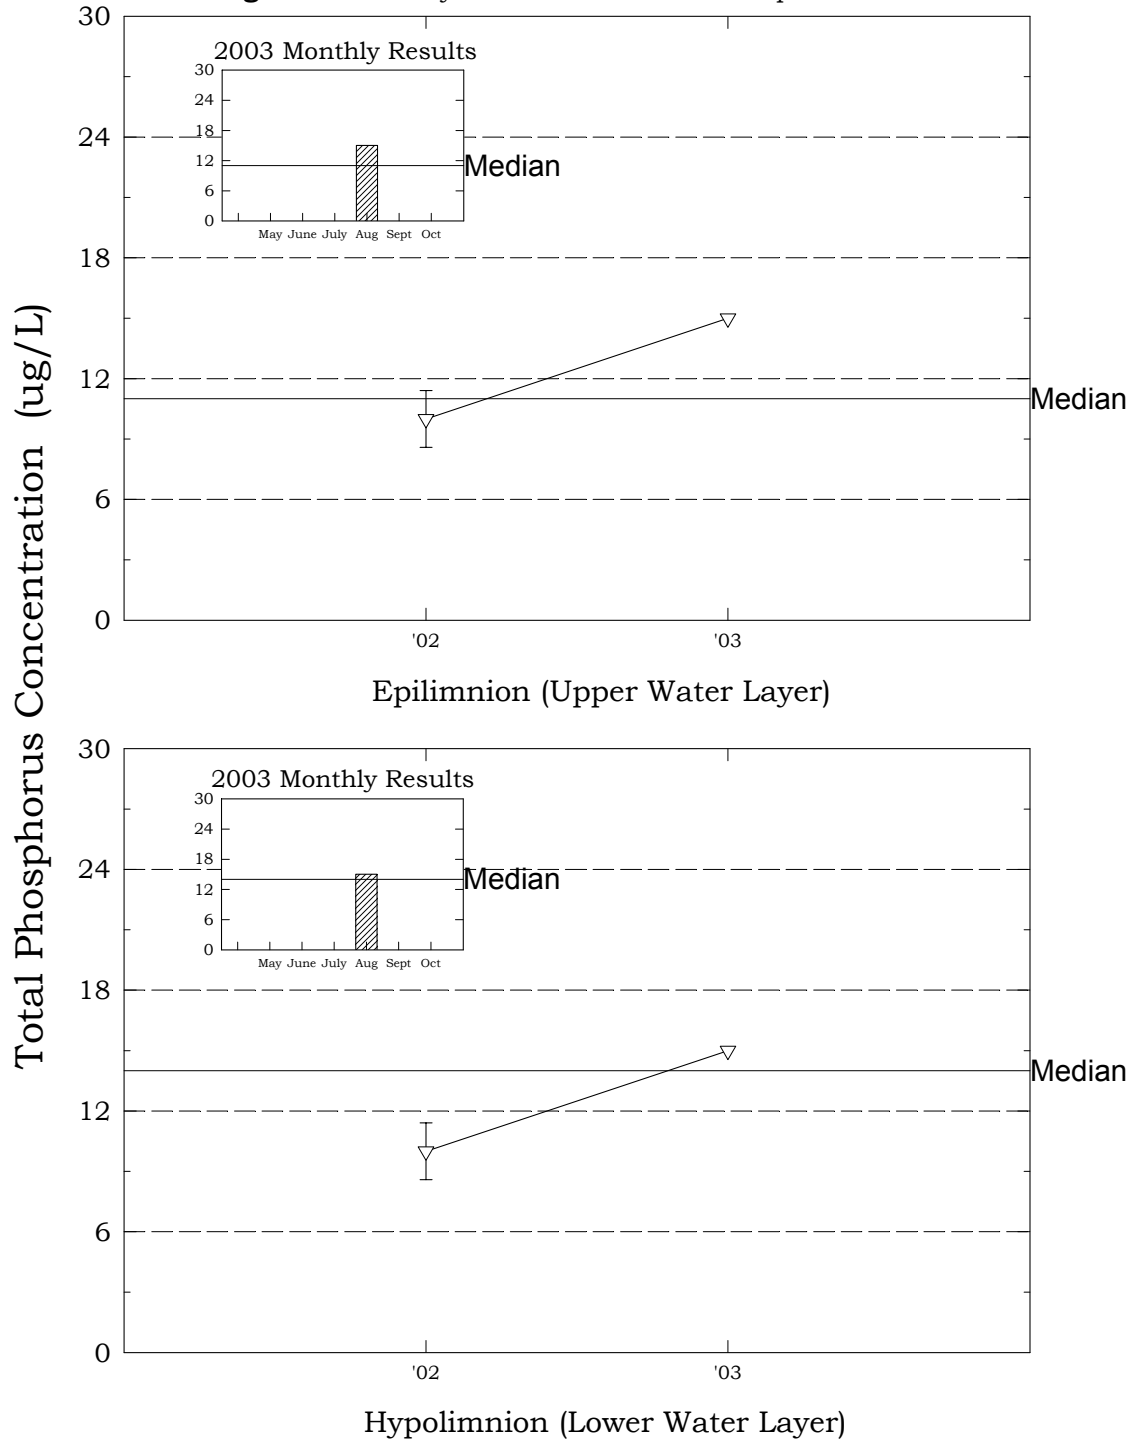 2003 Monthly Results
30
24
18
12
6
0
Median
May June July Aug Sept Oct
30
24
18
12
6
0
Median
'02 '03
Epilimnion (Upper Water Layer)
Total Phosphorus Concentration (ug/L)
2003 Monthly Results
30
24
18
12
6
0
Median
May June July Aug Sept Oct
30
24
18
12
6
0
Median
'02 '03
Hypolimnion (Lower Water Layer)